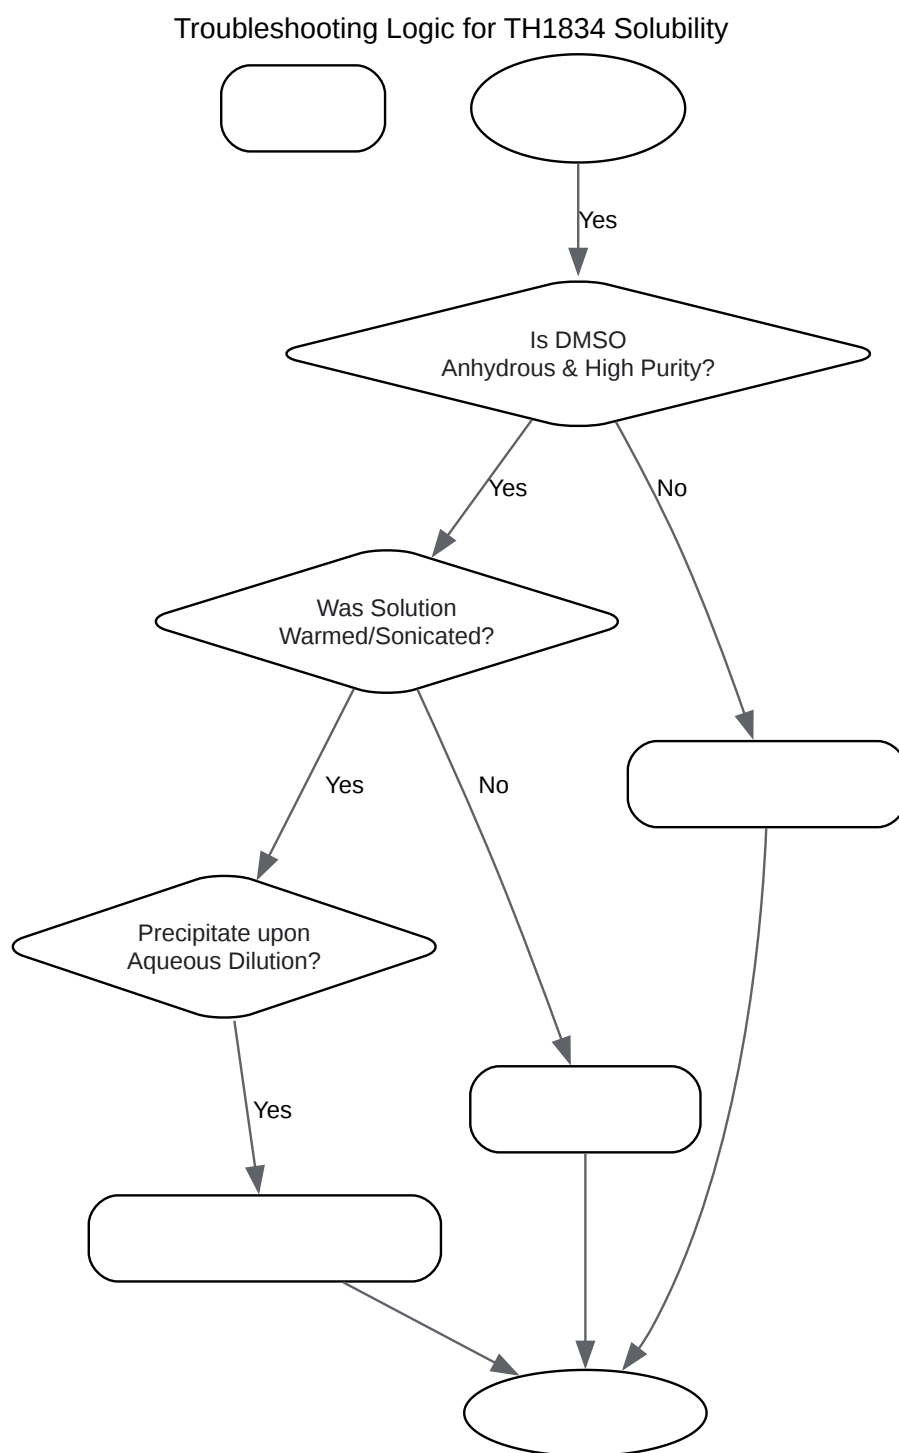 Troubleshooting Logic for TH1834 Solubility
Yes
Is DMSO
Anhydrous & High Purity?
Yes
No
Was Solution
Warmed/Sonicated?
Yes
No
Precipitate upon
Aqueous Dilution?
Yes